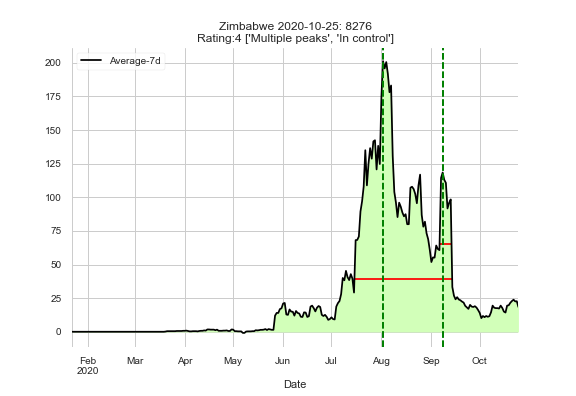 Zimbabwe 2020-10-25: 8276
Rating:4 ['Multiple peaks', 'In control']
Average-7d
200
175
150
125
100
75
50
25
0
Feb Mar Apr May Jun Jul Aug Sep Oct
2020
Date